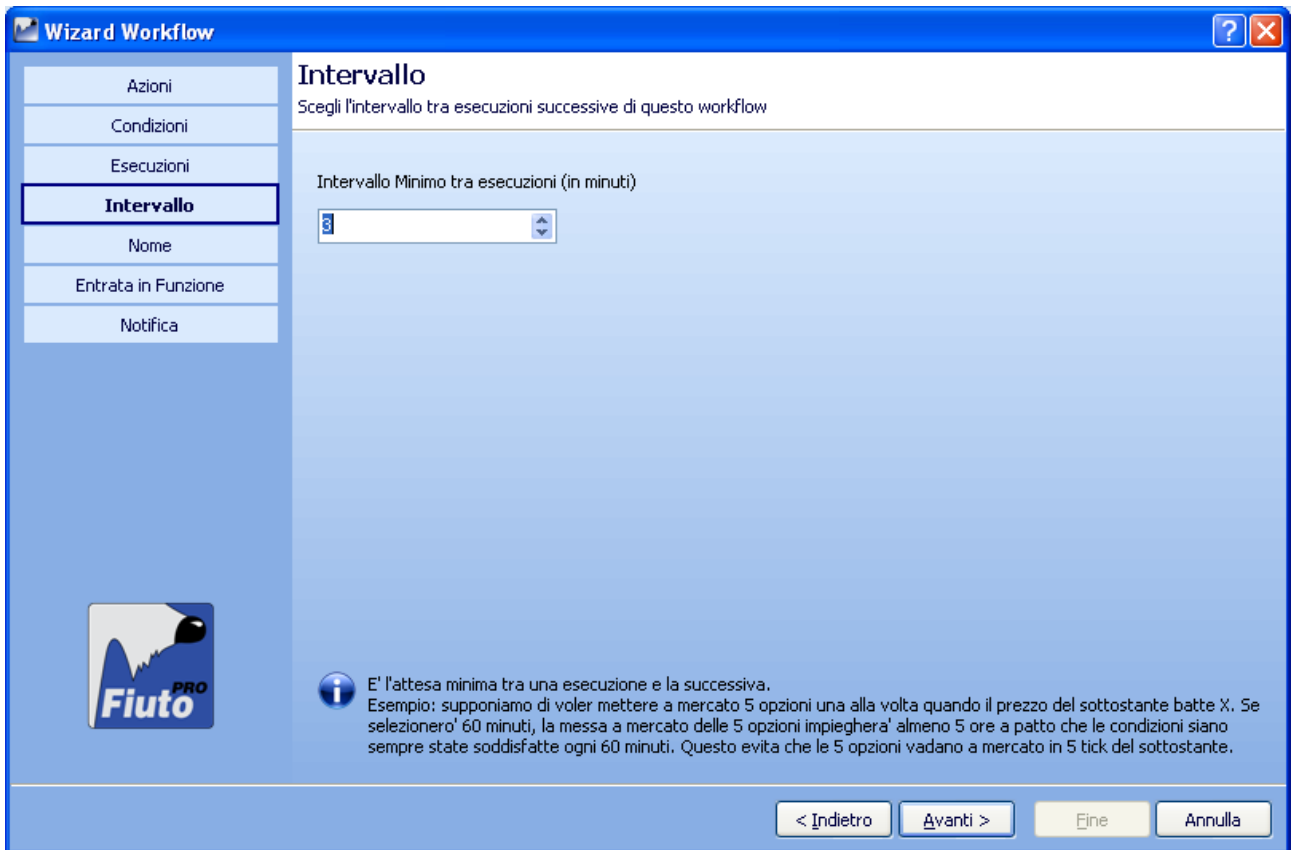 Wizard Workflow
Azioni
Condizioni
Esecuzioni
Intervallo
Nome
Entrata in Funzione
Notifica
Fiuto PRO
Intervallo
Scegli l'intervallo tra esecuzioni successive di questo workflow
Intervallo Minimo tra esecuzioni (in minuti)
3
E' l'attesa minima tra una esecuzione e la successiva.
Esempio: supponiamo di voler mettere a mercato 5 opzioni una alla volta quando il prezzo del sottostante batte X. Se
selezionero' 60 minuti, la messa a mercato delle 5 opzioni impieghera' almeno 5 ore a patto che le condizioni siano
sempre state soddisfatte ogni 60 minuti. Questo evita che le 5 opzioni vadano a mercato in 5 tick del sottostante.
< Indietro
Avanti >
Fine
Annulla